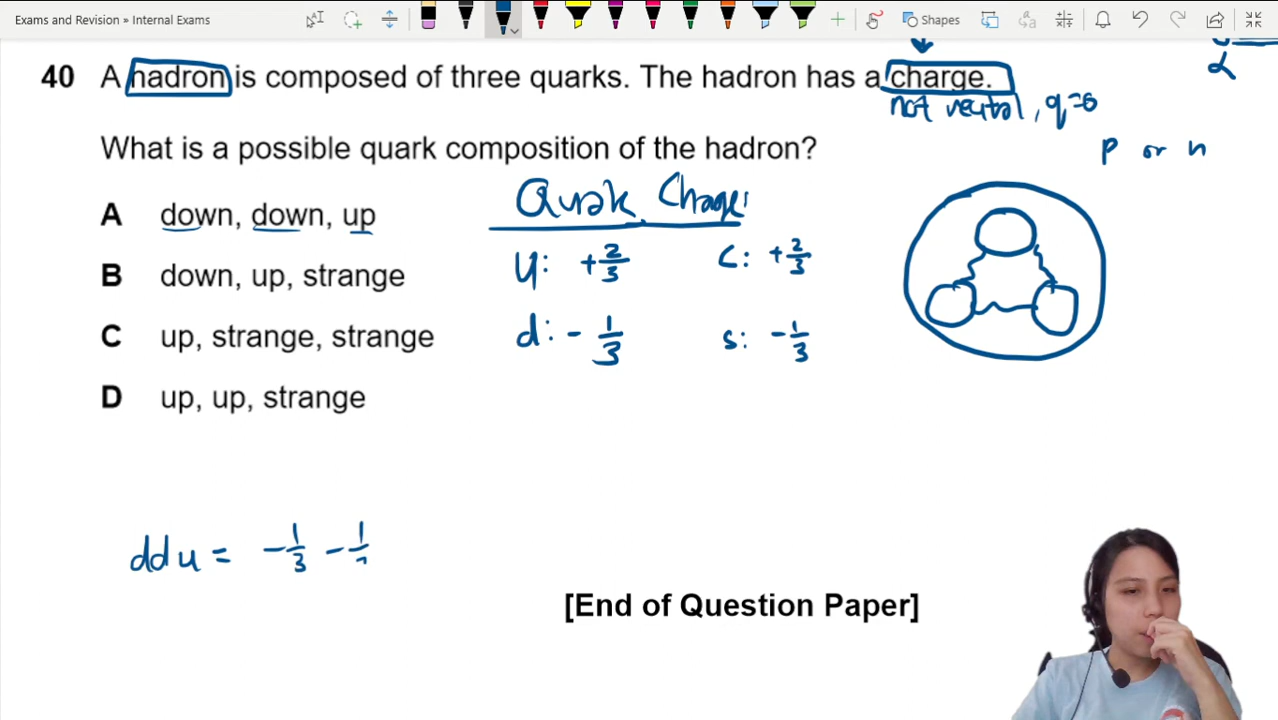 Exams and Revision » Internal Exams
Shapes
40 A hadron is composed of three quarks. The hadron has a charge.
not neutral, q=0
p or n
What is a possible quark composition of the hadron?
Quark Charge:
A down, down, up
u: +2/3 c: +2/3
B down, up, strange
d: -1/3 s: -1/3
C up, strange, strange
D up, up, strange
ddu = -1/3 -1/
[End of Question Paper]